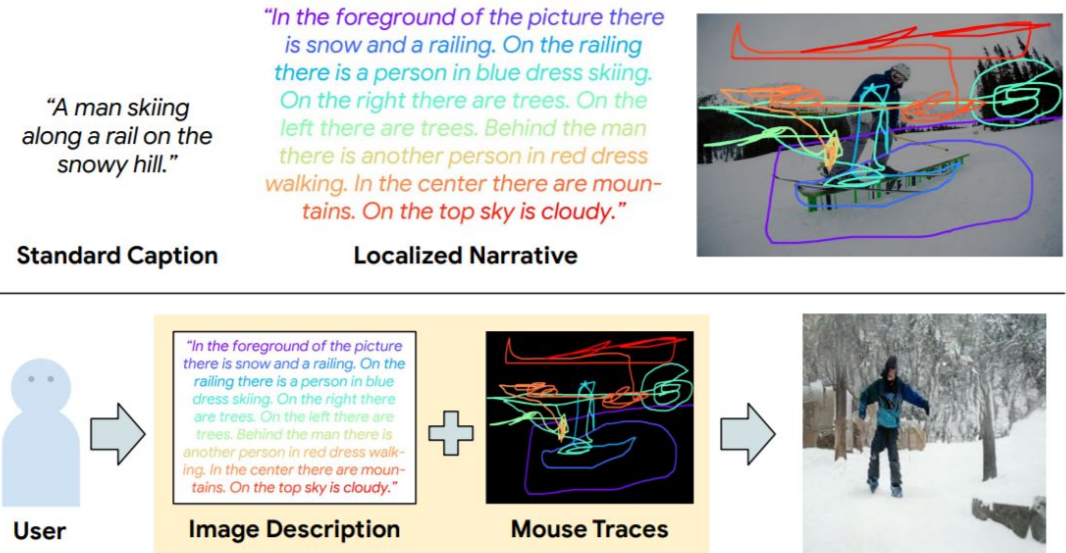 “A man skiing
along a rail on the
snowy hill.”
Standard Caption
“In the foreground of the picture there
is snow and a railing. On the railing
there is a person in blue dress skiing.
On the right there are trees. On the
left there are trees. Behind the man
there is another person in red dress
walking. In the center there are moun-
tains. On the top sky is cloudy.”
Localized Narrative
User
“In the foreground of the picture
there is snow and a railing. On the
railing there is a person in blue
dress skiing. On the right there
are trees. On the left there are
trees. Behind the man there is
another person in red dress walk-
ing. In the center there are moun-
tains. On the top sky is cloudy.”
Image Description
Mouse Traces